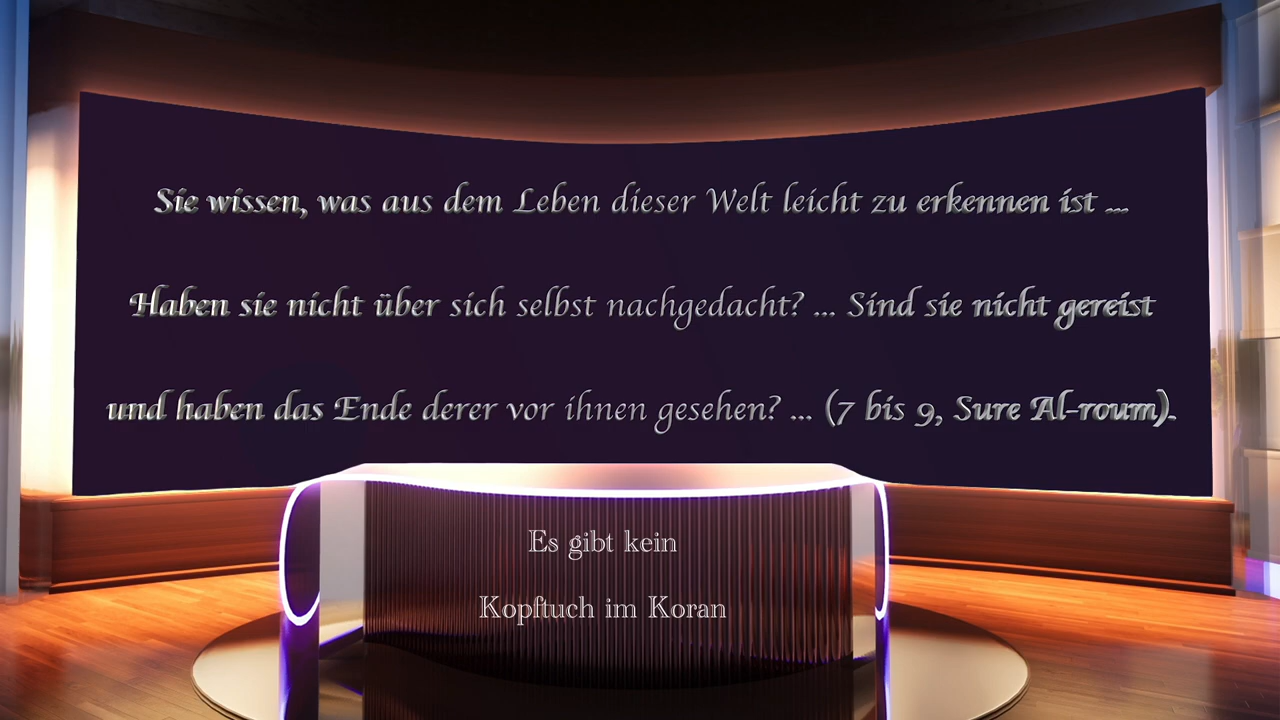 Sie wissen, was aus dem Leben dieser Welt leicht zu erkennen ist ...
Haben sie nicht über sich selbst nachgedacht? ... Sind sie nicht gereist
und haben das Ende derer vor ihnen gesehen? ... (7 bis 9, Sure Al-roum).
Es gibt kein
Kopftuch im Koran